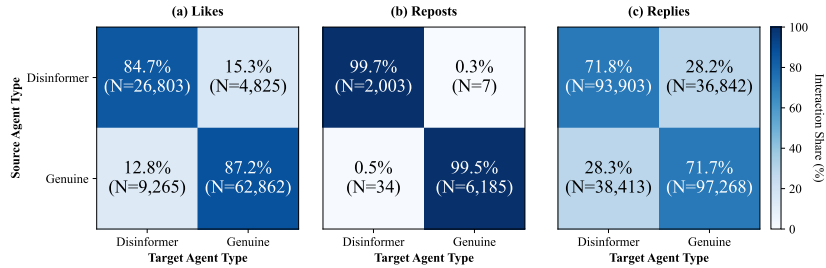 (a) Likes
(b) Reposts
(c) Replies
Source Agent Type
Disinformer
Genuine
84.7%
(N=26,803)
15.3%
(N=4,825)
12.8%
(N=9,265)
87.2%
(N=62,862)
Disinformer
Genuine
Target Agent Type
99.7%
(N=2,003)
0.3%
(N=7)
0.5%
(N=34)
99.5%
(N=6,185)
Disinformer
Genuine
Target Agent Type
71.8%
(N=93,903)
28.2%
(N=36,842)
28.3%
(N=38,413)
71.7%
(N=97,268)
Disinformer
Genuine
Target Agent Type
100
80
60
40
20
0
Interaction Share (%)